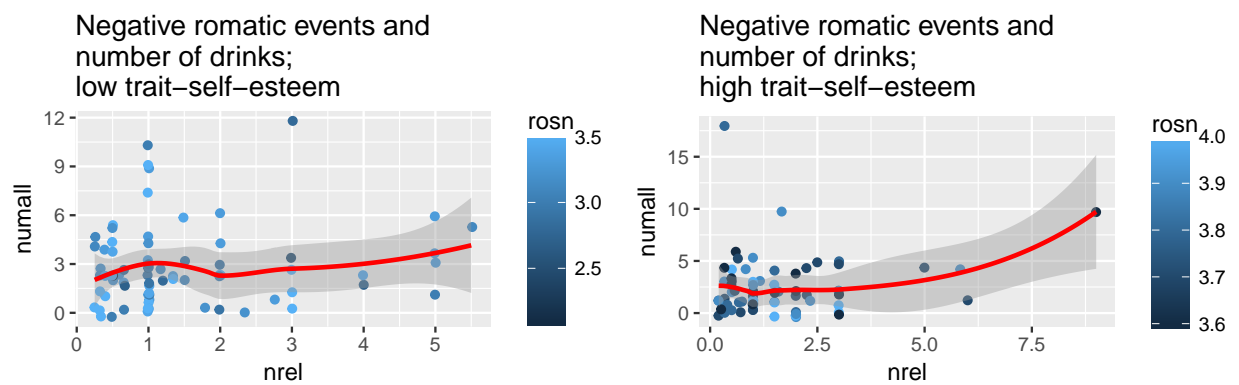 Negative romatic events and
number of drinks;
low trait−self−esteem
12
9
6
3
0
numall
0
1
2
3
4
5
nrel
rosn
3.5
3.0
2.5
Negative romatic events and
number of drinks;
high trait−self−esteem
15
10
5
0
numall
0.0
2.5
5.0
7.5
nrel
rosn
4.0
3.9
3.8
3.7
3.6